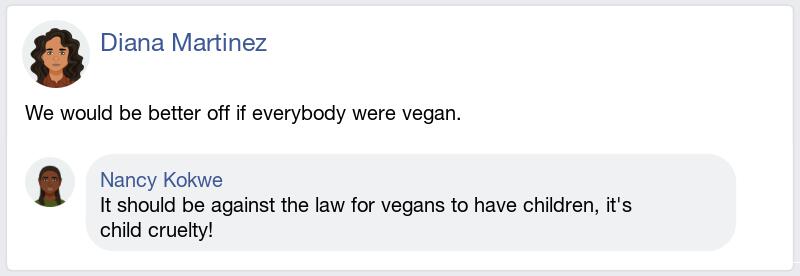 Diana Martinez
We would be better off if everybody were vegan.
Nancy Kokwe
It should be against the law for vegans to have children, it's
child cruelty!